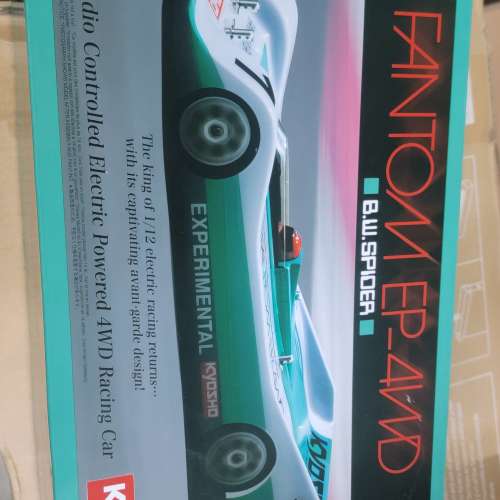 FANTOM EP-4WD
B.W.SPIDER
7
EXPERIMENTAL KYOSHO
The king of 1/12 electric racing returns…
with its captivating avant-garde design!
dio Controlled Electric Powered 4WD Racing Car
K